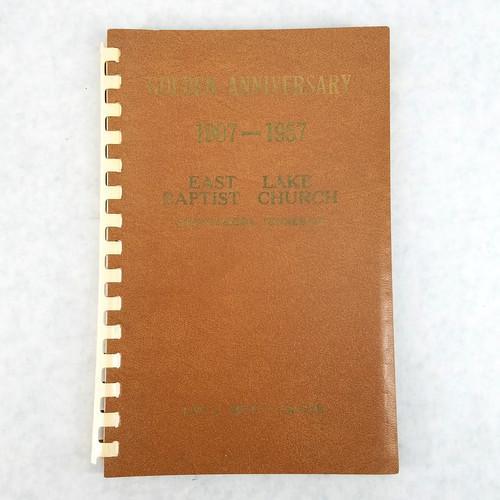 GOLDEN ANNIVERSARY
1907—1957
EAST LAKE
BAPTIST CHURCH
CHATTANOOGA, TENNESSEE